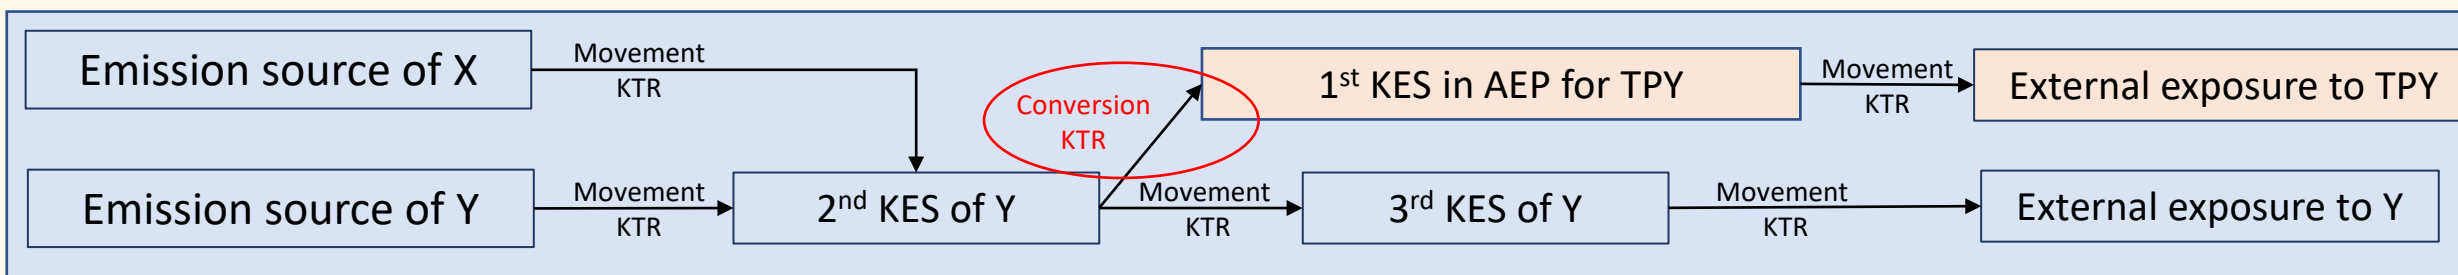 Emission source of X
Movement
KTR
Conversion
KTR
1st KES in AEP for TPY
Movement
KTR
External exposure to TPY
Emission source of Y
Movement
KTR
2nd KES of Y
Movement
KTR
3rd KES of Y
Movement
KTR
External exposure to Y